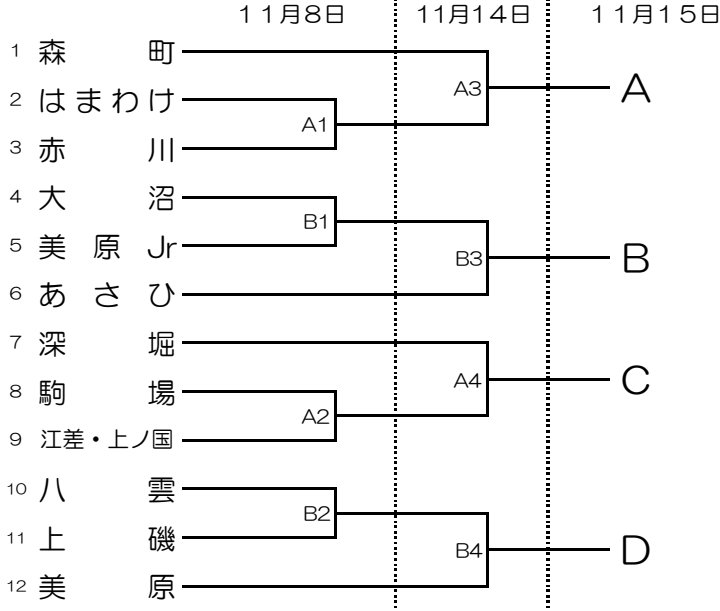 １１月８日 11月14日 １１月１５日
1 森町
A3 A
2 はまわけ
A1
3 赤川
4 大沼
B1
5 美原Jr
B3 B
6 あさひ
7 深堀
A4 C
8 駒場
A2
9 江差・上ノ国
10 八雲
B2
11 上磯
B4 D
12 美原